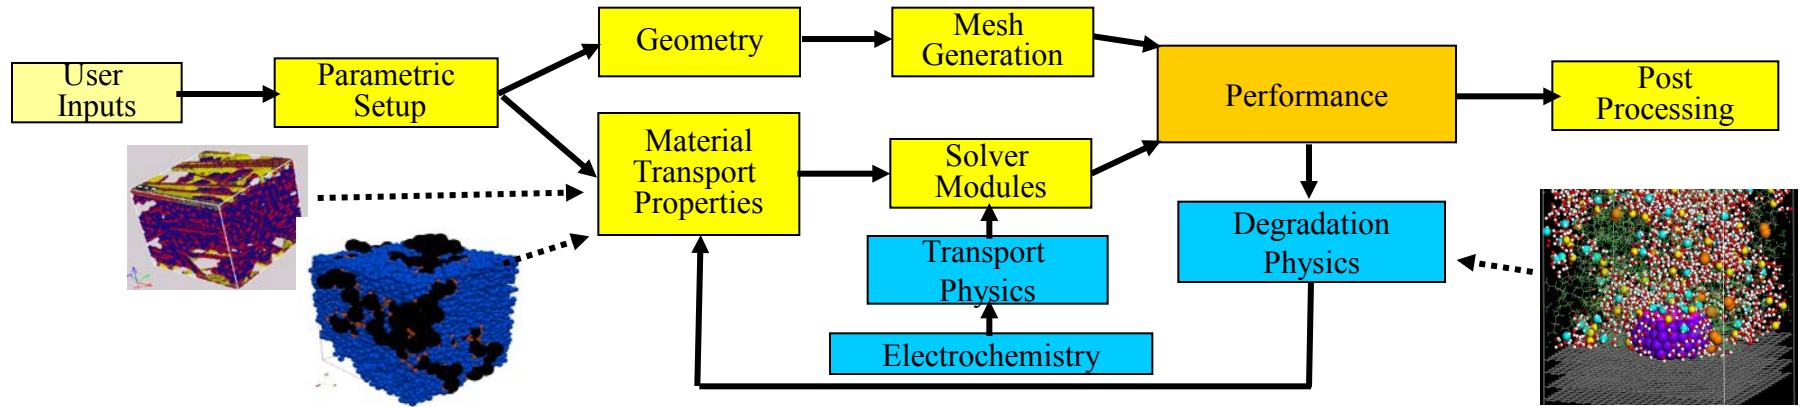 User
Inputs
Parametric
Setup
Geometry
Mesh
Generation
Material
Transport
Properties
Solver
Modules
Transport
Physics
Electrochemistry
Performance
Degradation
Physics
Post
Processing